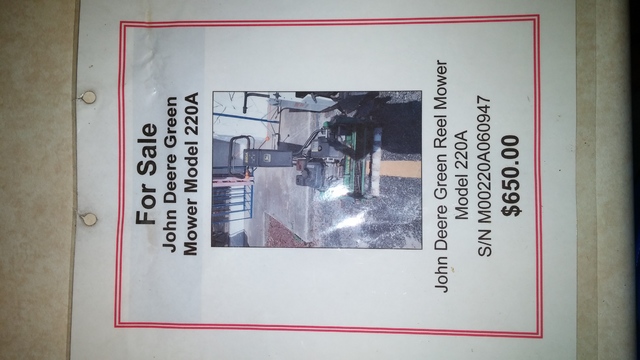 For Sale
John Deere Green
Mower Model 220A
John Deere Green Reel Mower
Model 220A
S/N M00220A060947
$650.00